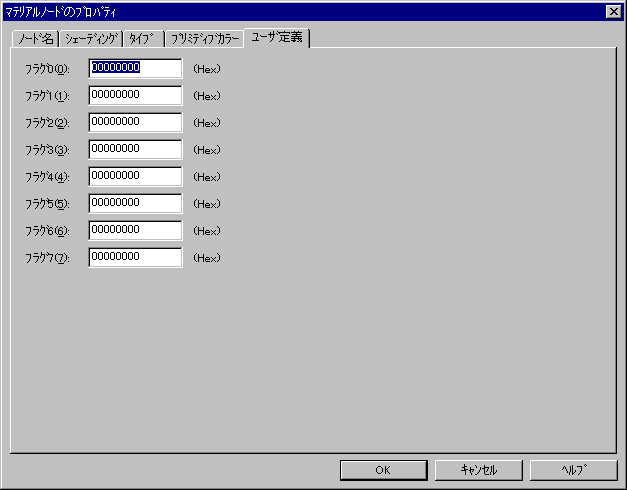 ﾏﾃﾘｱﾙﾉｰﾄﾞのﾌﾟﾛﾊﾟﾃｨ
ﾉｰﾄﾞ名 ｼｪｰﾃﾞｨﾝｸﾞ ﾀｲﾌﾟ ﾌﾟﾘﾐﾃｨﾌﾞｶﾗｰ ﾕｰｻﾞ定義
ﾌﾗｸﾞ0(0): 00000000 (Hex)
ﾌﾗｸﾞ1(1): 00000000 (Hex)
ﾌﾗｸﾞ2(2): 00000000 (Hex)
ﾌﾗｸﾞ3(3): 00000000 (Hex)
ﾌﾗｸﾞ4(4): 00000000 (Hex)
ﾌﾗｸﾞ5(5): 00000000 (Hex)
ﾌﾗｸﾞ6(6): 00000000 (Hex)
ﾌﾗｸﾞ7(7): 00000000 (Hex)
OK ｷｬﾝｾﾙ ﾍﾙﾌﾟ